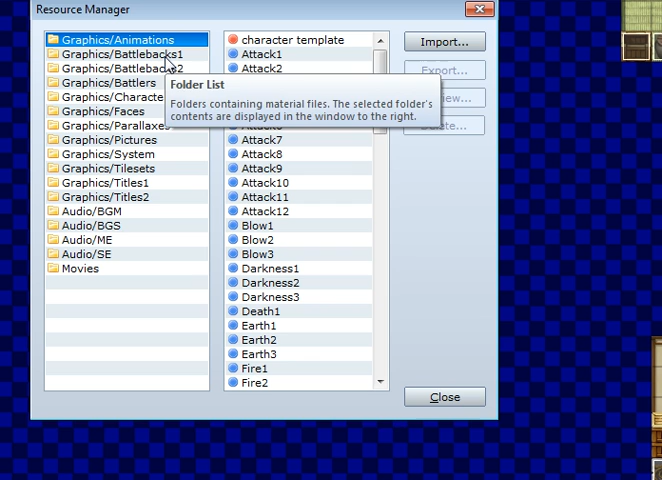 Resource Manager
Graphics/Animations
Graphics/Battlebacks1
Graphics/Battlebacks2
Graphics/Battlers
Graphics/Characte
Graphics/Faces
Graphics/Parallaxes
Graphics/Pictures
Graphics/System
Graphics/Tilesets
Graphics/Titles1
Graphics/Titles2
Audio/BGM
Audio/BGS
Audio/ME
Audio/SE
Movies
Folder List
Folders containing material files. The selected folder's
contents are displayed in the window to the right.
character template
Attack1
Attack2
Attack7
Attack8
Attack9
Attack10
Attack11
Attack12
Blow1
Blow2
Blow3
Darkness1
Darkness2
Darkness3
Death1
Earth1
Earth2
Earth3
Fire1
Fire2
Import...
Export...
Close